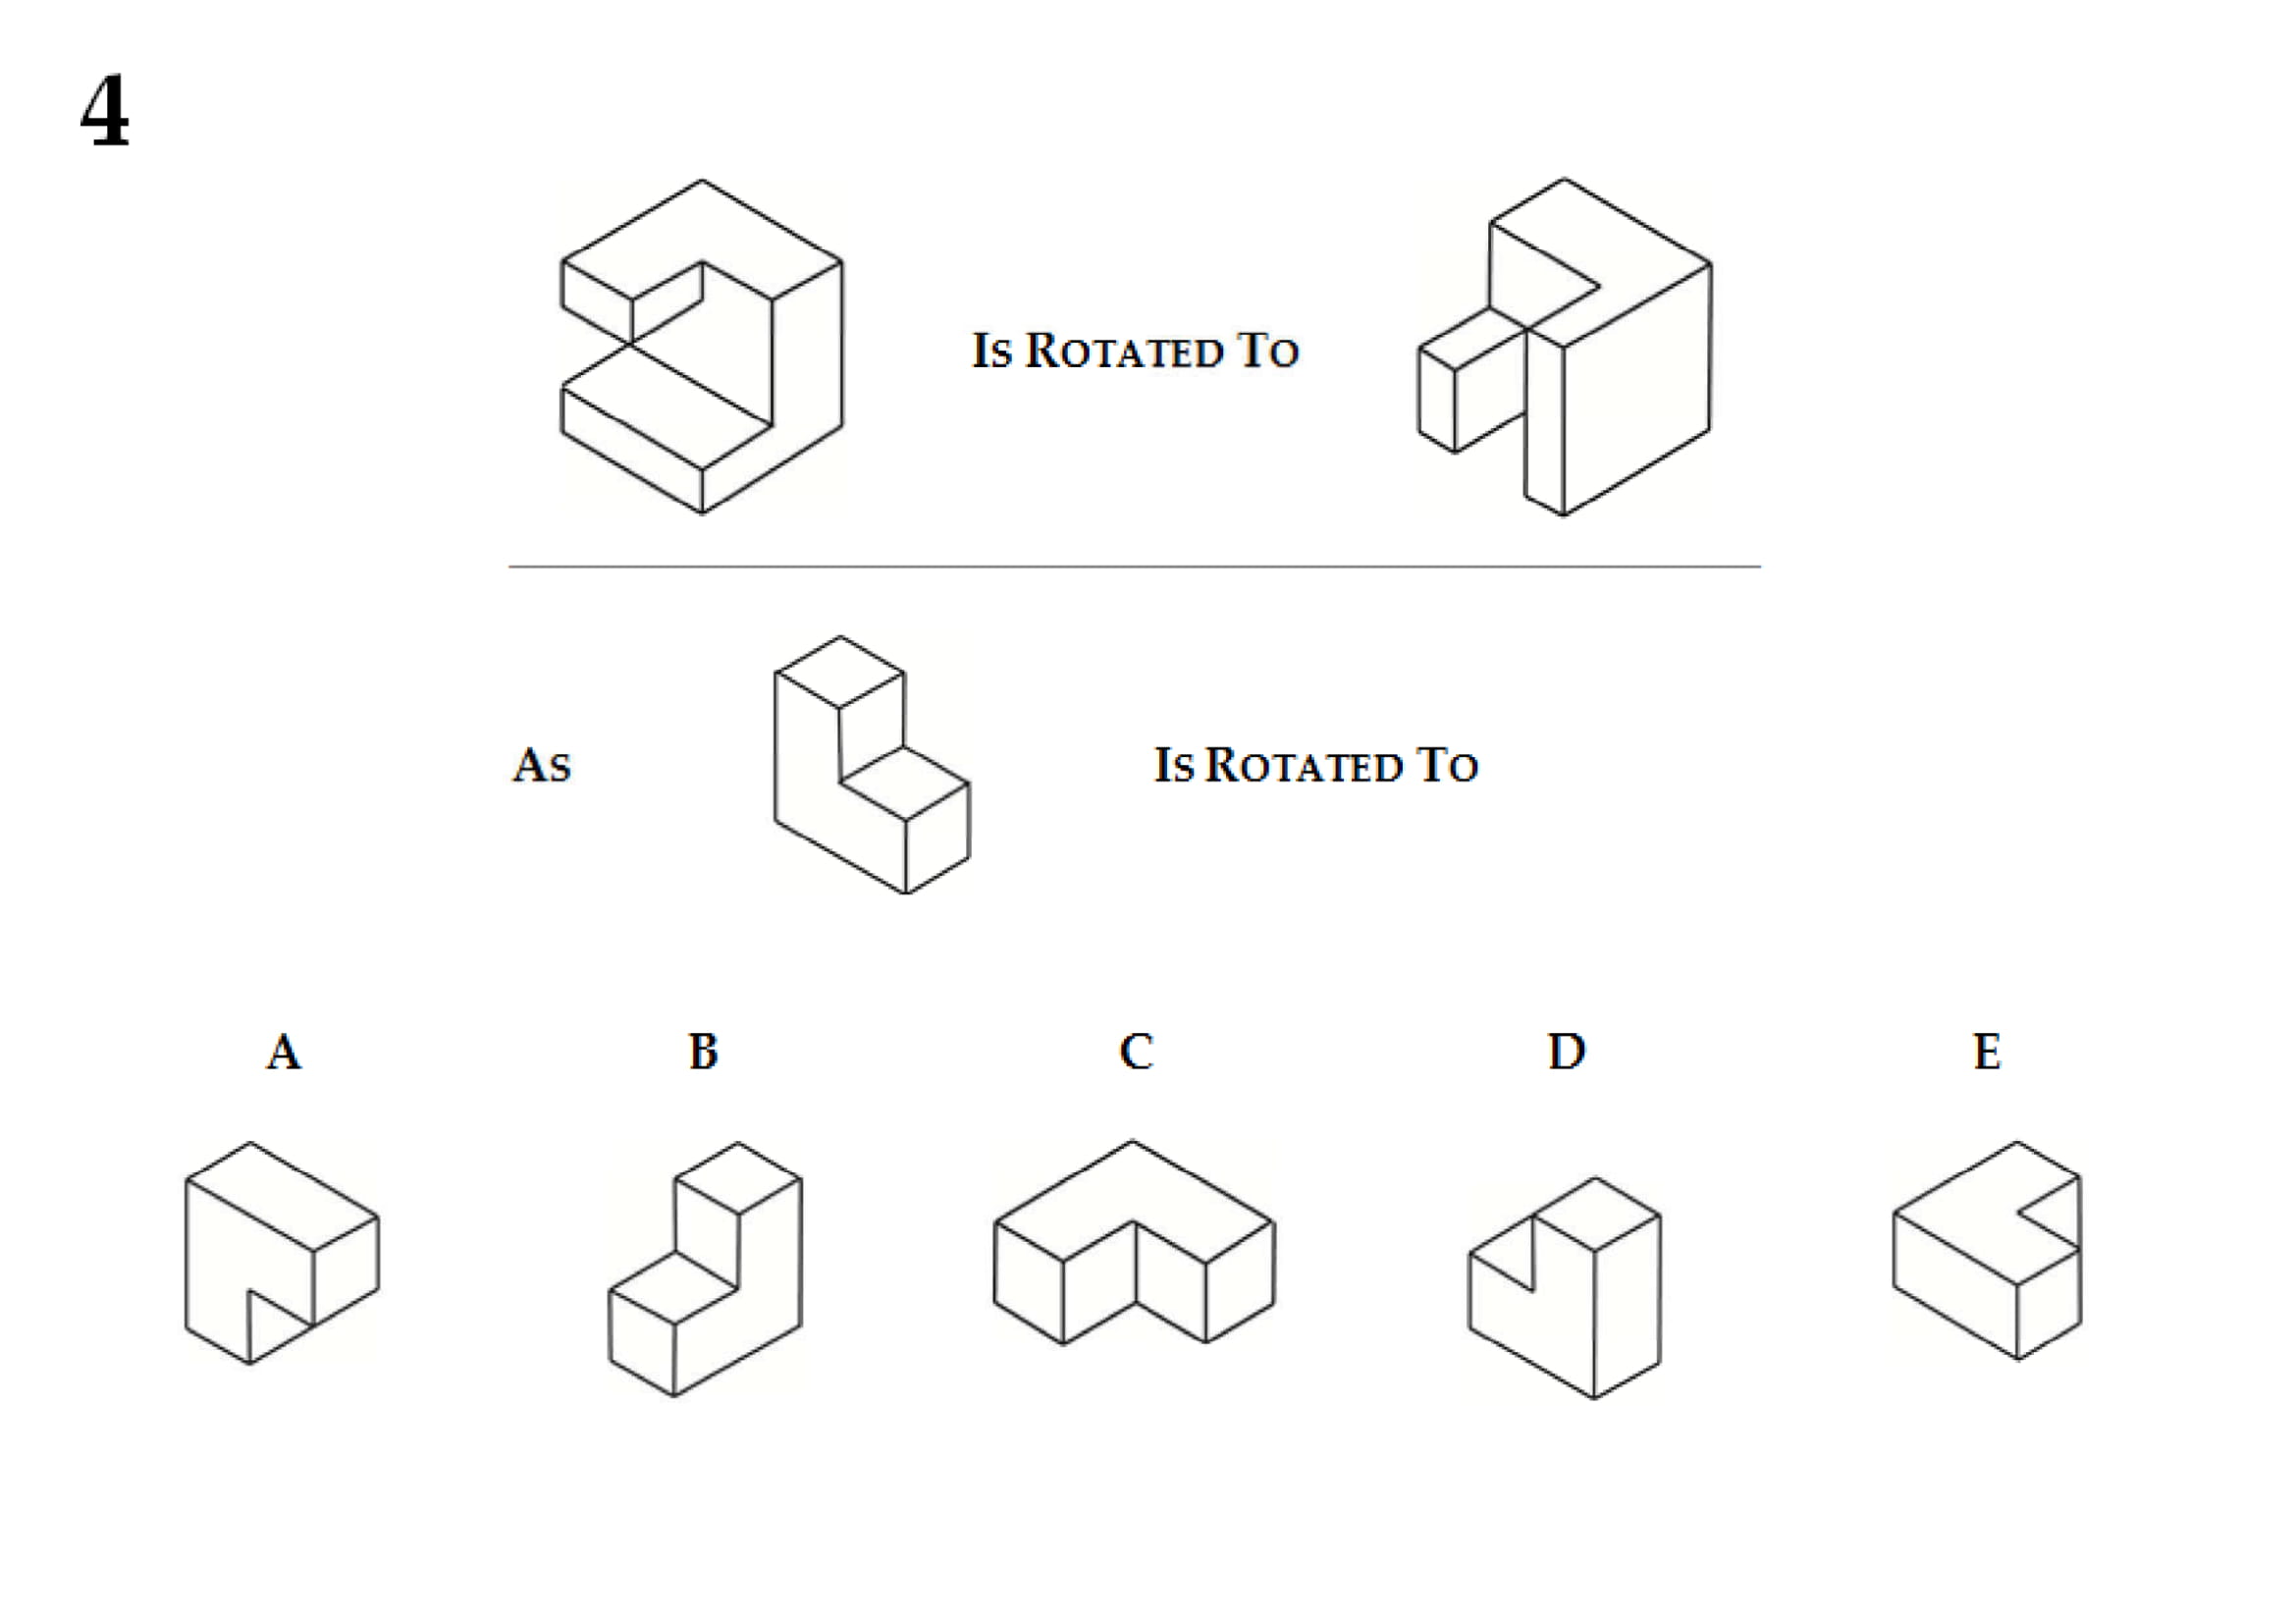 4
IS ROTATED TO
AS IS ROTATED TO
A B C D E